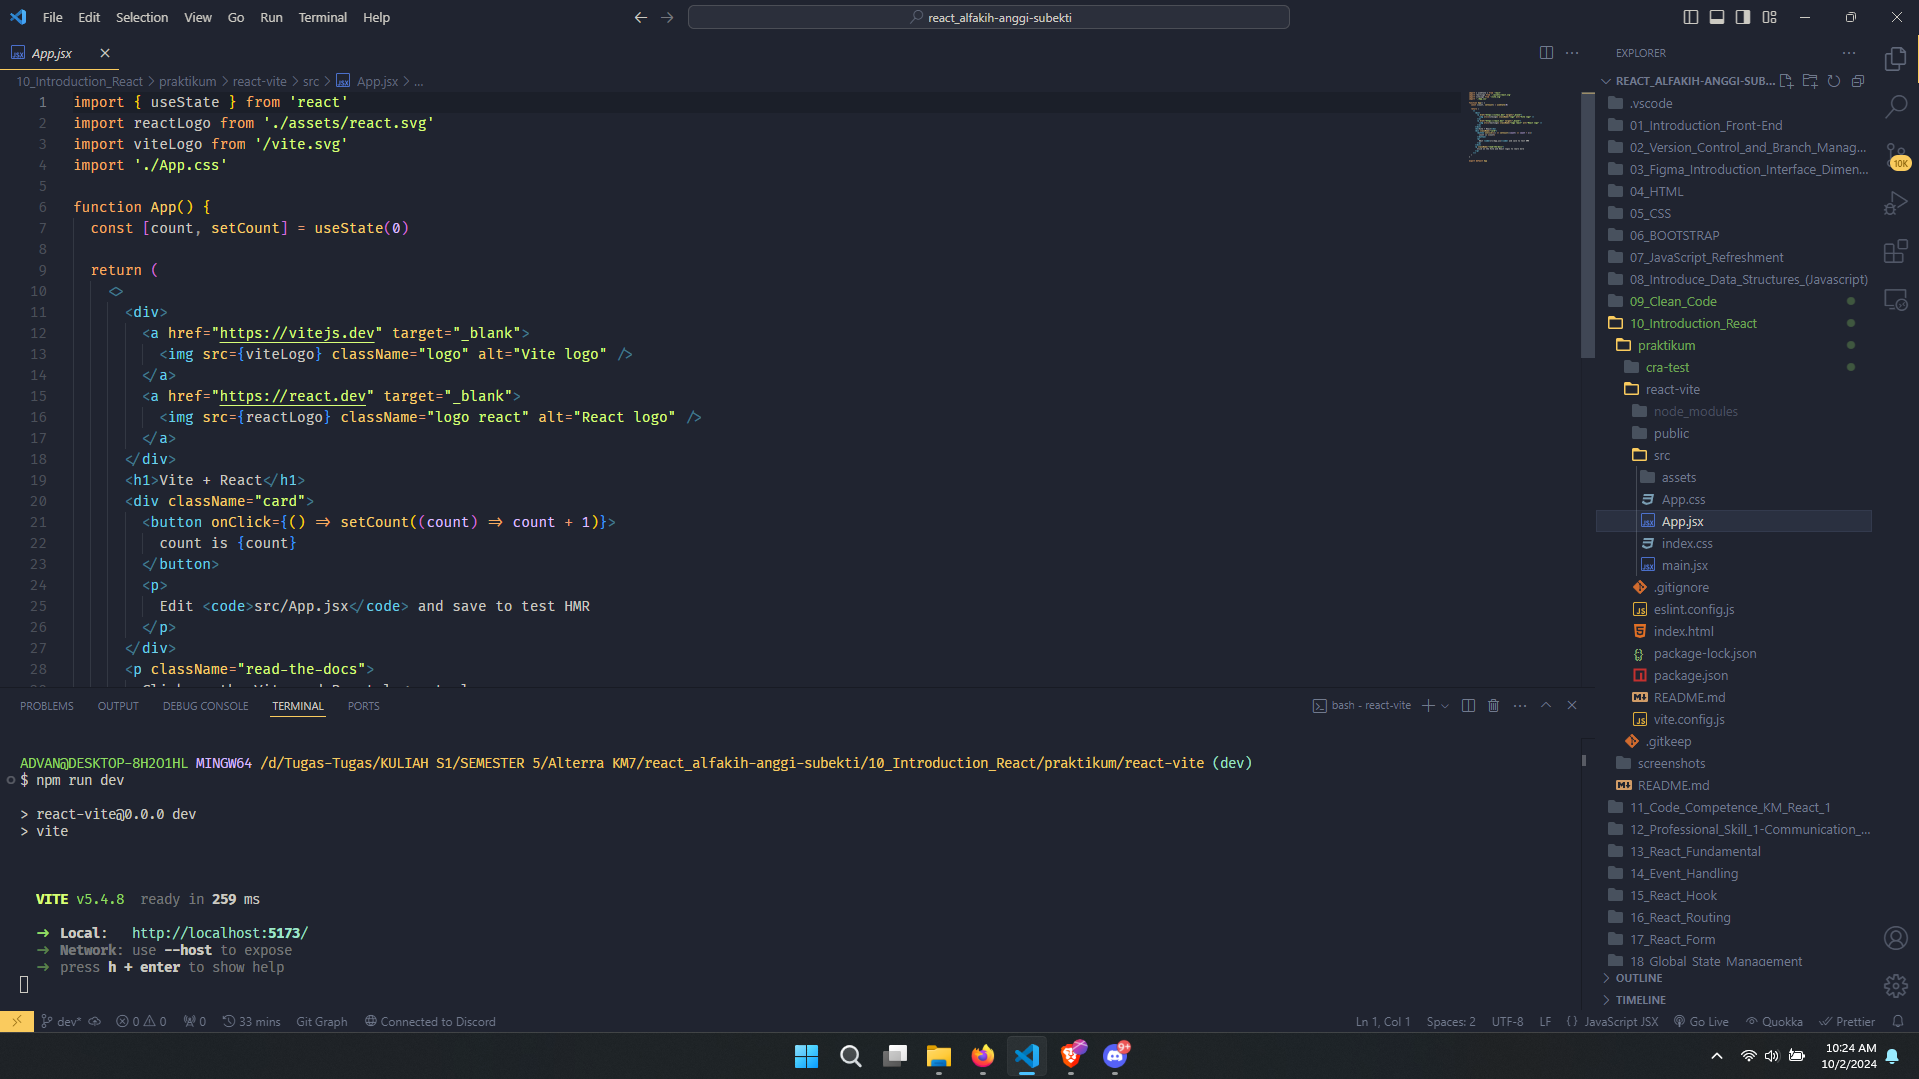 File Edit Selection View Go Run Terminal Help
react_alfakih-anggi-subekti
App.jsx
10_Introduction_React > praktikum > react-vite > src > App.jsx > ...
1 import { useState } from 'react'
2 import reactLogo from './assets/react.svg'
3 import viteLogo from '/vite.svg'
4 import './App.css'
5
6 function App() {
7 const [count, setCount] = useState(0)
8
9 return (
10 <>
11 <div>
12 <a href="https://vitejs.dev" target="_blank">
13 <img src={viteLogo} className="logo" alt="Vite logo" />
14 </a>
15 <a href="https://react.dev" target="_blank">
16 <img src={reactLogo} className="logo react" alt="React logo" />
17 </a>
18 </div>
19 <h1>Vite + React</h1>
20 <div className="card">
21 <button onClick={() => setCount((count) => count + 1)}>
22 count is {count}
23 </button>
24 <p>
25 Edit <code>src/App.jsx</code> and save to test HMR
26 </p>
27 </div>
28 <p className="read-the-docs">
PROBLEMS OUTPUT DEBUG CONSOLE TERMINAL PORTS
bash - react-vite
ADVAN@DESKTOP-8H2O1HL MINGW64 /d/Tugas-Tugas/KULIAH S1/SEMESTER 5/Alterra KM7/react_alfakih-anggi-subekti/10_Introduction_React/praktikum/react-vite (dev)
$ npm run dev
> react-vite@0.0.0 dev
> vite
VITE v5.4.8 ready in 259 ms
➜ Local: http://localhost:5173/
➜ Network: use --host to expose
➜ press h + enter to show help
EXPLORER
REACT_ALFAKIH-ANGGI-SUB...
.vscode
01_Introduction_Front-End
02_Version_Control_and_Branch_Manag...
03_Figma_Introduction_Interface_Dimen...
04_HTML
05_CSS
06_BOOTSTRAP
07_JavaScript_Refreshment
08_Introduce_Data_Structures_(Javascript)
09_Clean_Code
10_Introduction_React
praktikum
cra-test
react-vite
node_modules
public
src
assets
App.css
App.jsx
index.css
main.jsx
.gitignore
eslint.config.js
index.html
package-lock.json
package.json
README.md
vite.config.js
.gitkeep
screenshots
README.md
11_Code_Competence_KM_React_1
12_Professional_Skill_1-Communication_...
13_React_Fundamental
14_Event_Handling
15_React_Hook
16_React_Routing
17_React_Form
18_Global_State_Management
OUTLINE
TIMELINE
10K
dev* 0 0 0 33 mins Git Graph Connected to Discord
Ln 1, Col 1 Spaces: 2 UTF-8 LF {} JavaScript JSX Go Live Quokka Prettier
9+
10:24 AM
10/2/2024